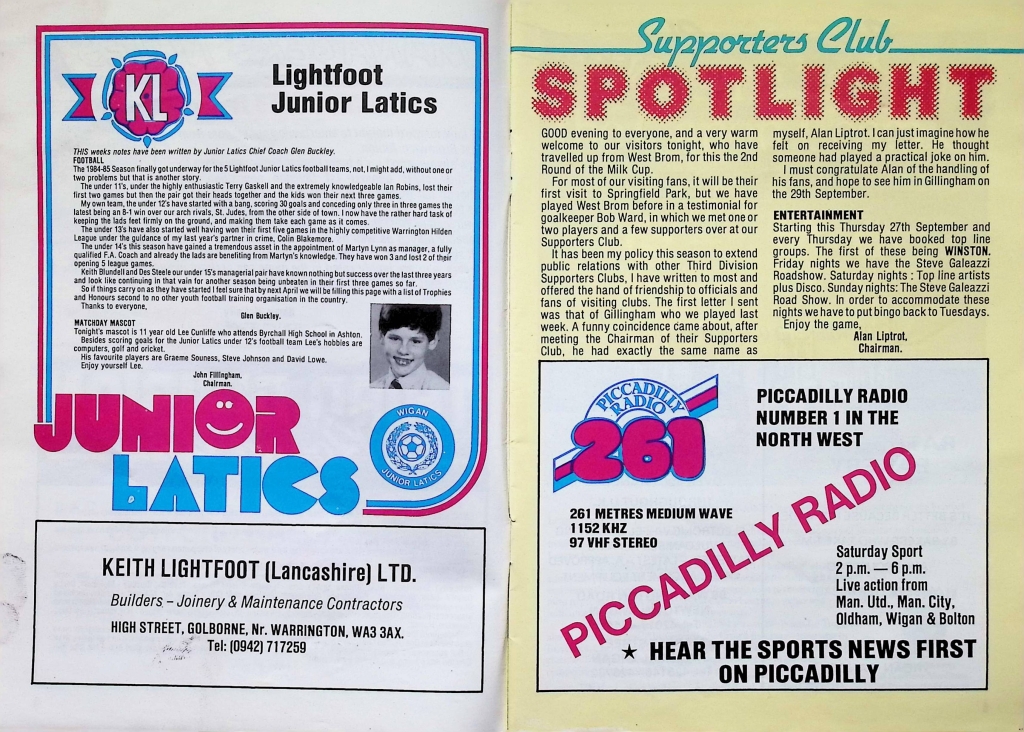 KL
Lightfoot
Junior Latics
THIS weeks notes have been written by Junior Latics Chief Coach Glen Buckley.
FOOTBALL
The 1984-85 Season finally got underway for the 5 Lightfoot Junior Latics football teams, not, I might add, without one or
two problems but that is another story.
The under 11's, under the highly enthusiastic Terry Gaskell and the extremely knowledgeable Ian Robins, lost their
first two games but then the pair got their heads together and the kids won their next three games.
My own team, the under 12's have started with a bang, scoring 30 goals and conceding only three in three games the
latest being an 8-1 win over our arch rivals, St. Judes, from the other side of town. I now have the rather hard task of
keeping the lads feet firmly on the ground, and making them take each game as it comes.
The under 13's have also started well having won their first five games in the highly competitive Warrington Hilden
League under the guidance of my last year's partner in crime, Colin Blakemore.
The under 14's this season have gained a tremendous asset in the appointment of Martyn Lynn as manager, a fully
qualified F.A. Coach and already the lads are benefiting from Martyn's knowledge. They have won 3 and lost 2 of their
opening 5 league games.
Keith Blundell and Des Steele our under 15's managerial pair have known nothing but success over the last three years
and look like continuing in that vain for another season being unbeaten in their first three games so far.
So if things carry on as they have started I feel sure that by next April we will be filling this page with a list of Trophies
and Honours second to no other youth football training organisation in the country.
Thanks to everyone,
Glen Buckley.
MATCHDAY MASCOT
Tonight's mascot is 11 year old Lee Cunliffe who attends Byrchall High School in Ashton.
Besides scoring goals for the Junior Latics under 12's football team Lee's hobbies are
computers, golf and cricket.
His favourite players are Graeme Souness, Steve Johnson and David Lowe.
Enjoy yourself Lee.
John Fillingham,
Chairman.
JUNIOR
LATICS
WIGAN
JUNIOR LATICS
KEITH LIGHTFOOT (Lancashire) LTD.
Builders – Joinery & Maintenance Contractors
HIGH STREET, GOLBORNE, Nr. WARRINGTON, WA3 3AX.
Tel: (0942) 717259
Supporters Club
SPOTLIGHT
GOOD evening to everyone, and a very warm
welcome to our visitors tonight, who have
travelled up from West Brom, for this the 2nd
Round of the Milk Cup.
For most of our visiting fans, it will be their
first visit to Springfield Park, but we have
played West Brom before in a testimonial for
goalkeeper Bob Ward, in which we met one or
two players and a few supporters over at our
Supporters Club.
It has been my policy this season to extend
public relations with other Third Division
Supporters Clubs, I have written to most and
offered the hand of friendship to officials and
fans of visiting clubs. The first letter I sent
was that of Gillingham who we played last
week. A funny coincidence came about, after
meeting the Chairman of their Supporters
Club, he had exactly the same name as
myself, Alan Liptrot. I can just imagine how he
felt on receiving my letter. He thought
someone had played a practical joke on him.
I must congratulate Alan of the handling of
his fans, and hope to see him in Gillingham on
the 29th September.
ENTERTAINMENT
Starting this Thursday 27th September and
every Thursday we have booked top line
groups. The first of these being WINSTON.
Friday nights we have the Steve Galeazzi
Roadshow. Saturday nights : Top line artists
plus Disco. Sunday nights: The Steve Galeazzi
Road Show. In order to accommodate these
nights we have to put bingo back to Tuesdays.
Enjoy the game,
Alan Liptrot,
Chairman.
PICCADILLY
RADIO
261
PICCADILLY RADIO
NUMBER 1 IN THE
NORTH WEST
261 METRES MEDIUM WAVE
1152 KHZ
97 VHF STEREO
PICCADILLY RADIO
Saturday Sport
2 p.m. — 6 p.m.
Live action from
Man. Utd., Man. City,
Oldham, Wigan & Bolton
★ HEAR THE SPORTS NEWS FIRST
ON PICCADILLY